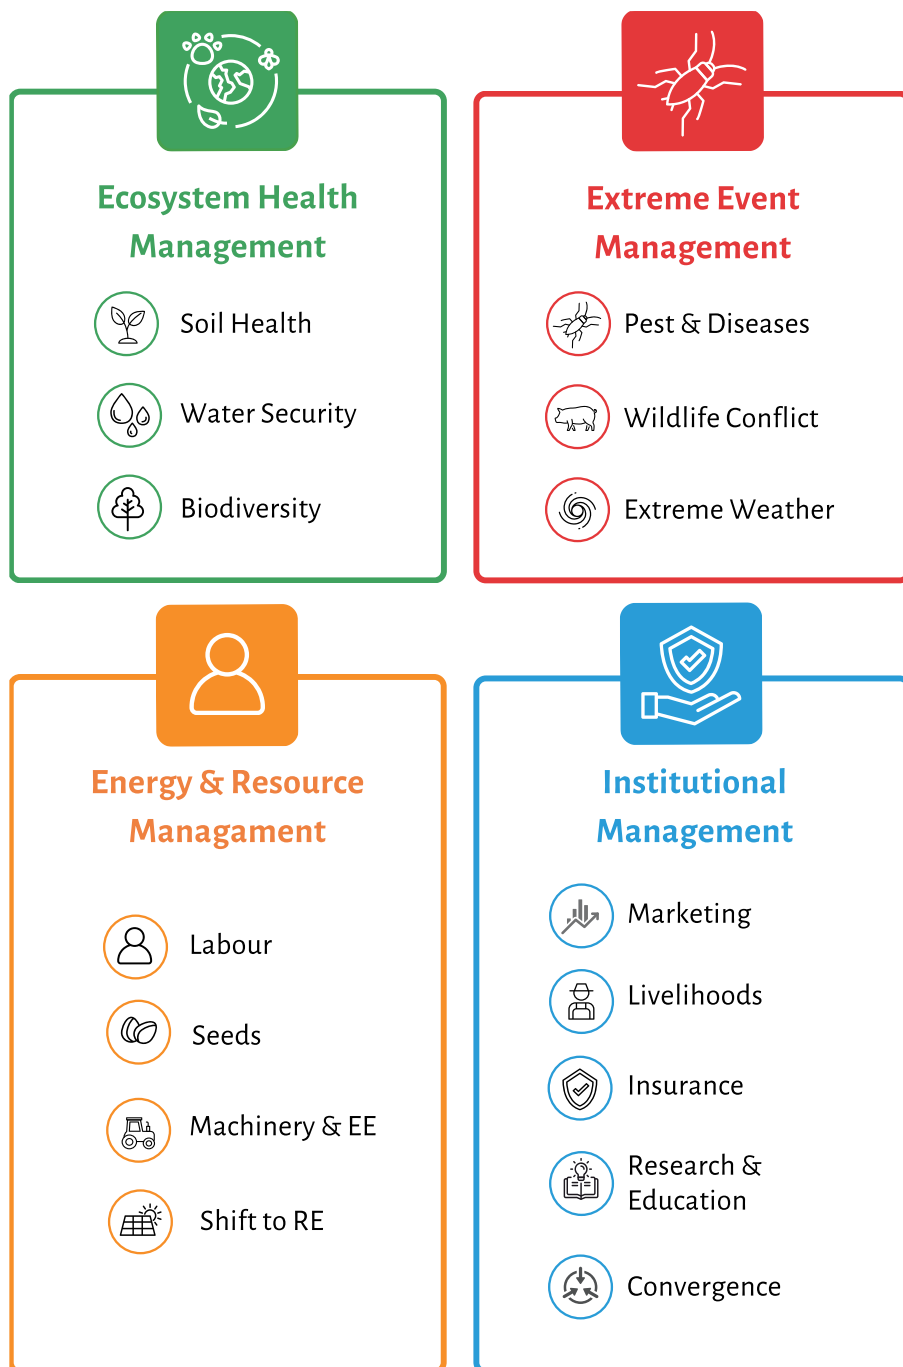 Ecosystem Health
Management
Soil Health
Water Security
Biodiversity
Extreme Event
Management
Pest & Diseases
Wildlife Conflict
Extreme Weather
Energy & Resource
Managament
Labour
Seeds
Machinery & EE
Shift to RE
Institutional
Management
Marketing
Livelihoods
Insurance
Research &
Education
Convergence